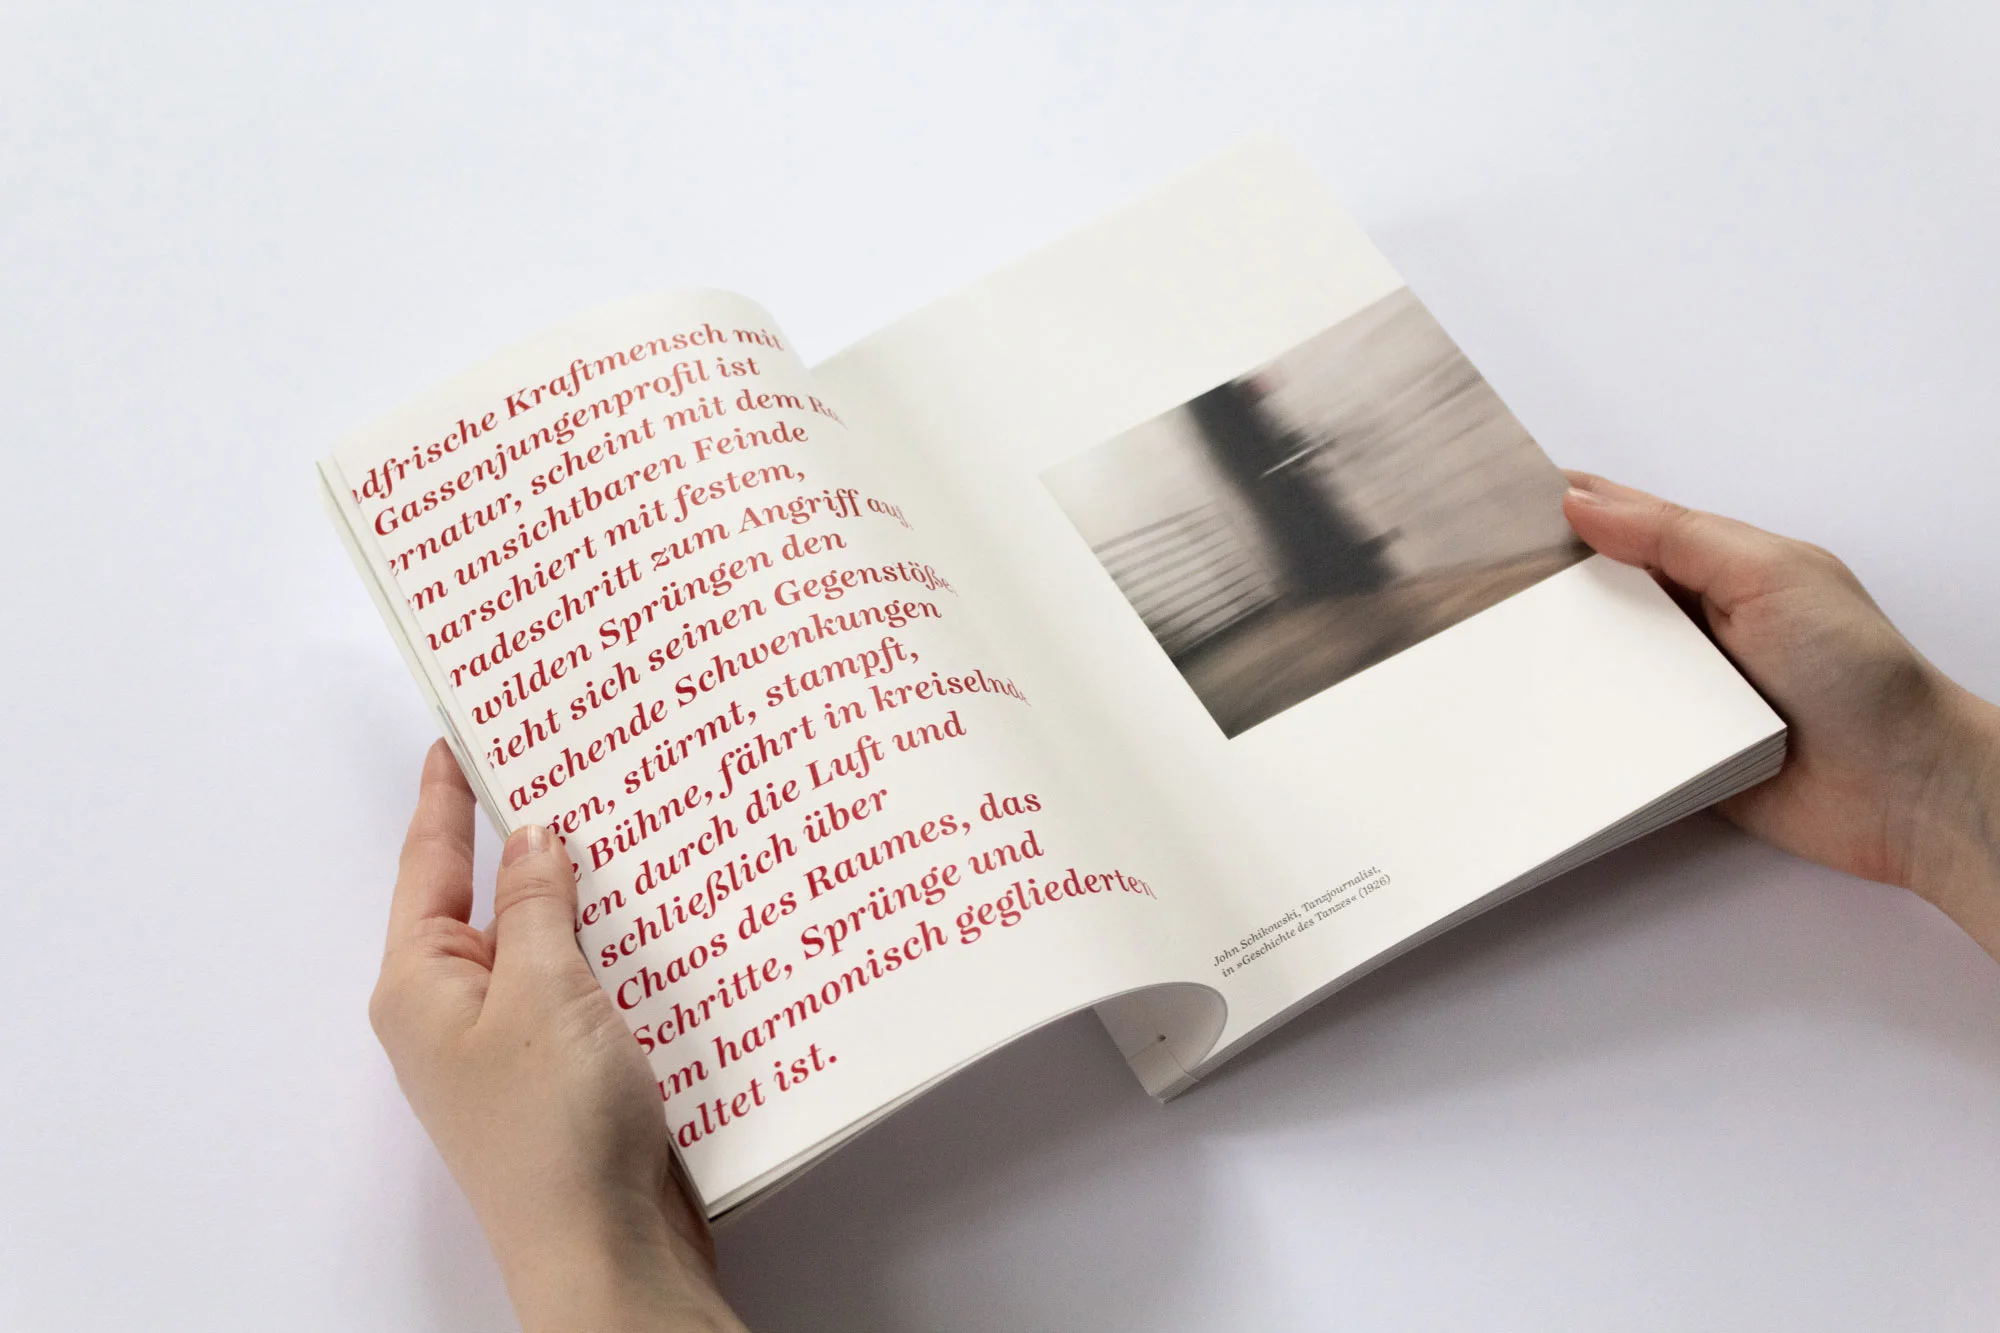 ndfrische Kraftmensch mit
Gassenjungenprofil ist
ernatur, scheint mit dem
m unsichtbaren Feinde
marschiert mit festem,
radeschritt zum Angriff auf,
wilden Sprüngen den
zieht sich seinen Gegenstößen
aschende Schwenkungen
gen, stürmt, stampft,
e Bühne, fährt in kreiselnde
en durch die Luft und
schließlich über
Chaos des Raumes, das
Schritte, Sprünge und
um harmonisch gegliederten
altet ist.
John Schikowski, Tanzjournalist,
in »Geschichte des Tanzes« (1926)